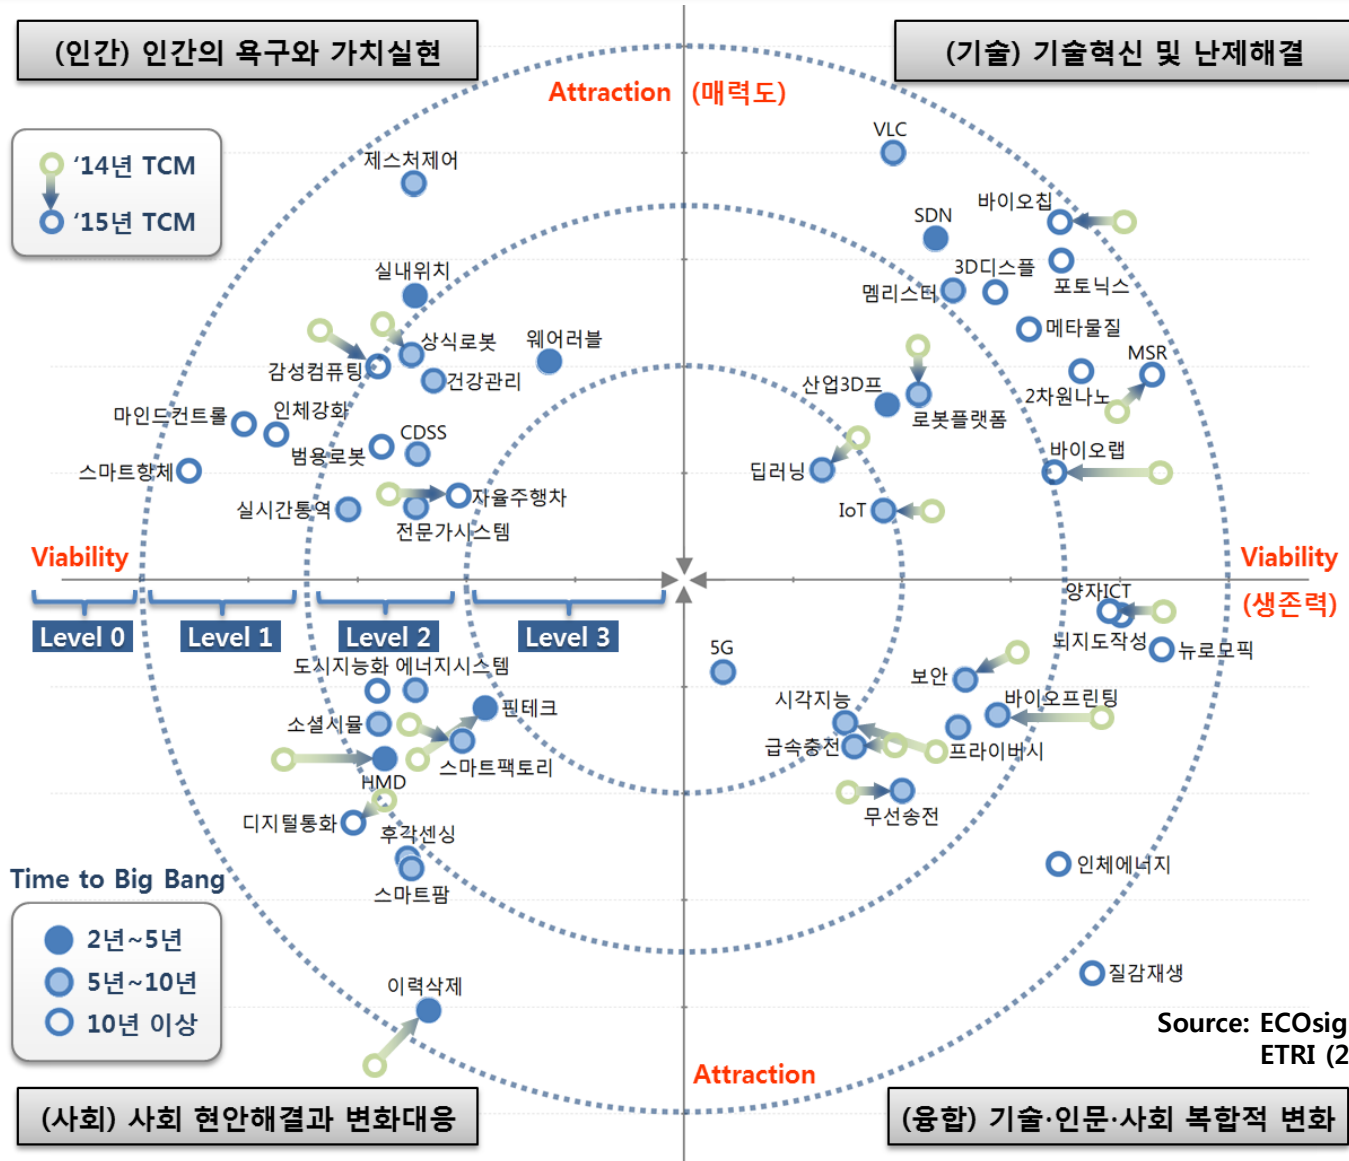 (인간) 인간의 욕구와 가치실현
(기술) 기술혁신 및 난제해결
Attraction (매력도)
‘14년 TCM
‘15년 TCM
VLC
제스처제어
바이오칩
SDN
3D디스플
실내위치
멤리스터
포토닉스
상식로봇
웨어러블
메타물질
MSR
감성컴퓨팅
건강관리
산업3D프
2차원나노
로봇플랫폼
마인드컨트롤
인체강화
CDSS
범용로봇
바이오랩
스마트항체
딥러닝
자율주행차
실시간통역
IoT
전문가시스템
Viability
Viability
(생존력)
양자ICT
Level 0
Level 1
Level 2
Level 3
뇌지도작성
뉴로모픽
5G
도시지능화 에너지시스템
보안
시각지능
바이오프린팅
핀테크
소셜시뮬
급속충전
프라이버시
스마트팩토리
HMD
무선송전
디지털통화
후각센싱
인체에너지
스마트팜
Time to Big Bang
2년~5년
5년~10년
10년 이상
질감재생
이력삭제
Source: ECOsig
ETRI (2
Attraction
(사회) 사회 현안해결과 변화대응
(융합) 기술·인문·사회 복합적 변화